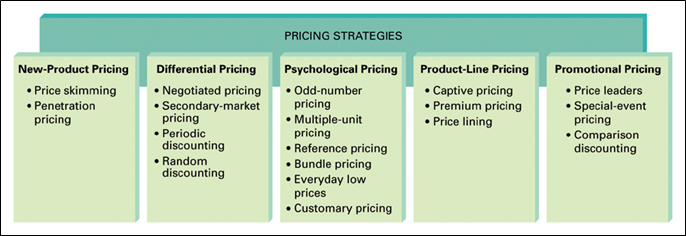 PRICING STRATEGIES
New-Product Pricing
• Price skimming
• Penetration
pricing
Differential Pricing
• Negotiated pricing
• Secondary-market
pricing
• Periodic
discounting
• Random
discounting
Psychological Pricing
• Odd-number
pricing
• Multiple-unit
pricing
• Reference pricing
• Bundle pricing
• Everyday low
prices
• Customary pricing
Product-Line Pricing
• Captive pricing
• Premium pricing
• Price lining
Promotional Pricing
• Price leaders
• Special-event
pricing
• Comparison
discounting